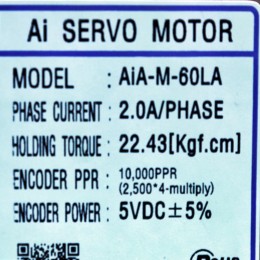 Ai SERVO MOTOR
MODEL : AiA-M-60LA
PHASE CURRENT : 2.0A/PHASE
HOLDING TORQUE : 22.43[Kgf.cm]
ENCODER PPR : 10,000PPR
(2,500*4-multiply)
ENCODER POWER : 5VDC±5%